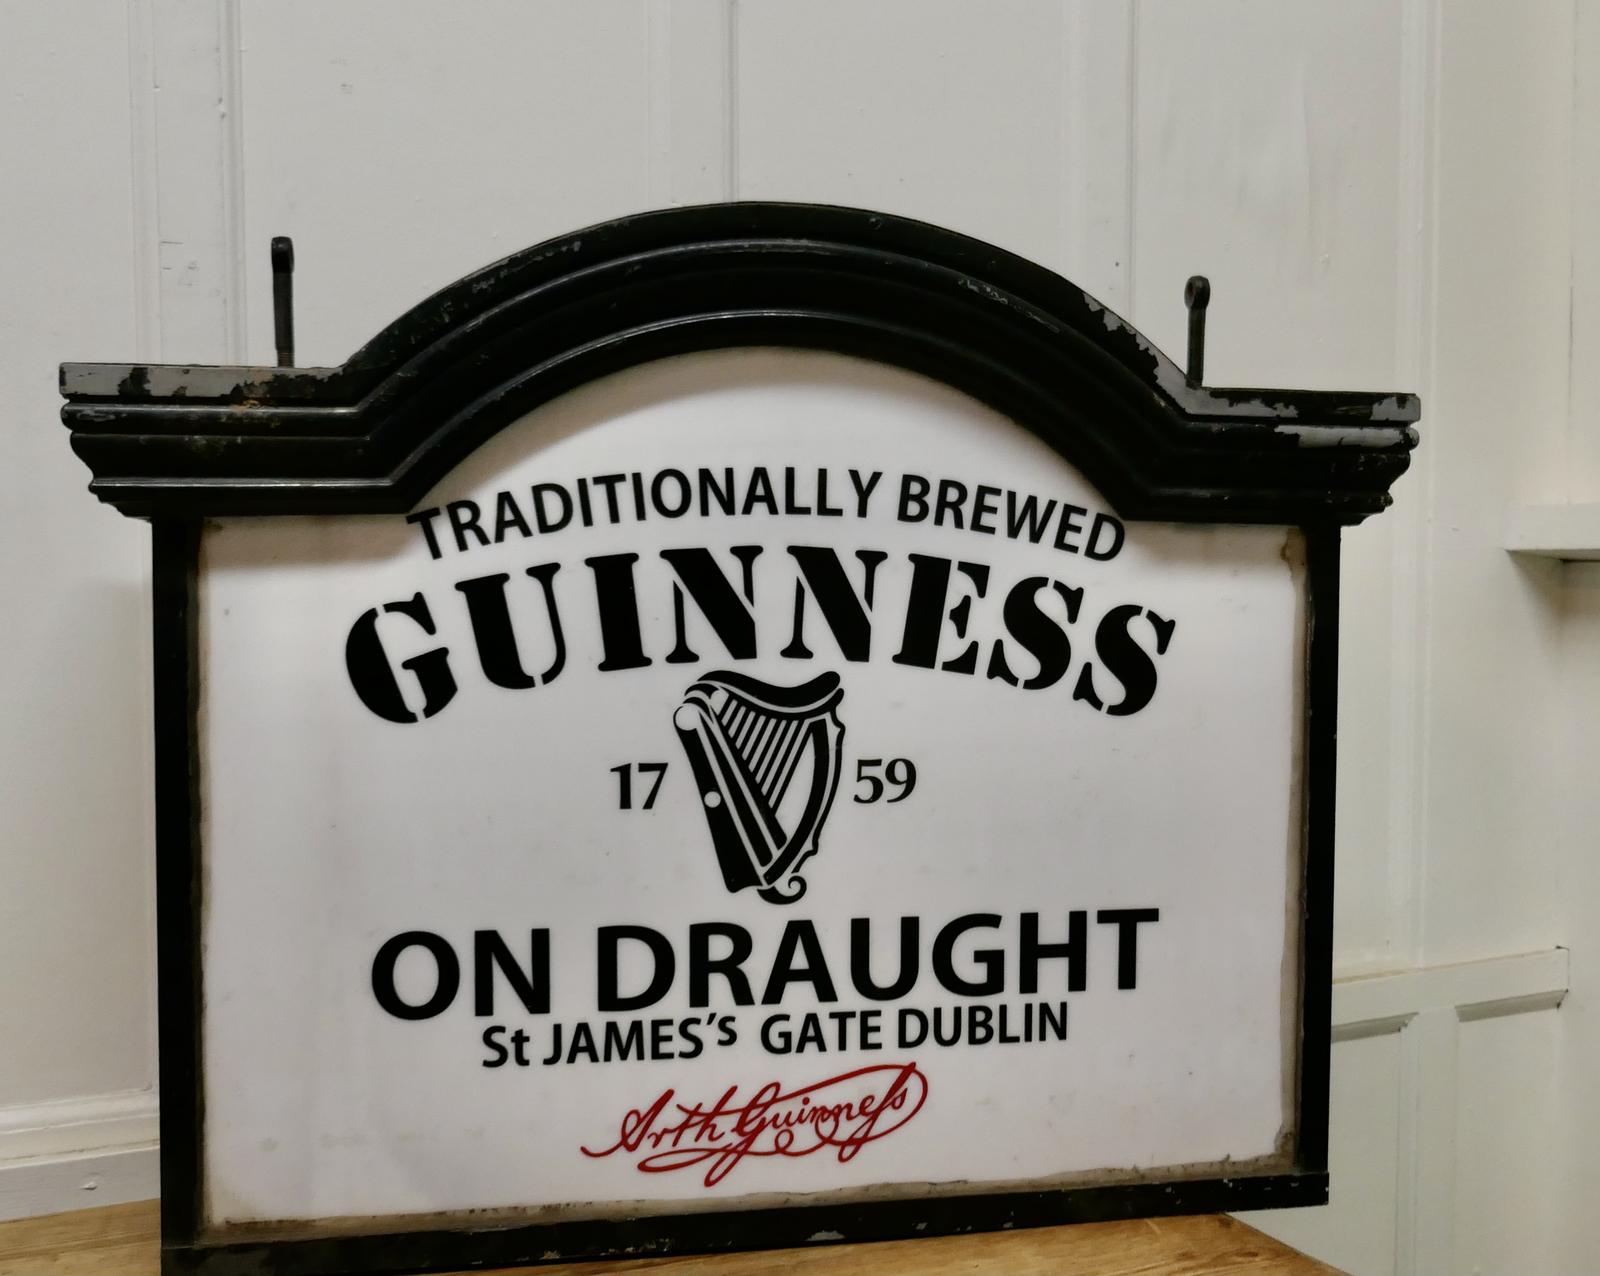 TRADITIONALLY BREWED
GUINNESS
17 59
ON DRAUGHT
St JAMES's GATE DUBLIN
Arth Guinness